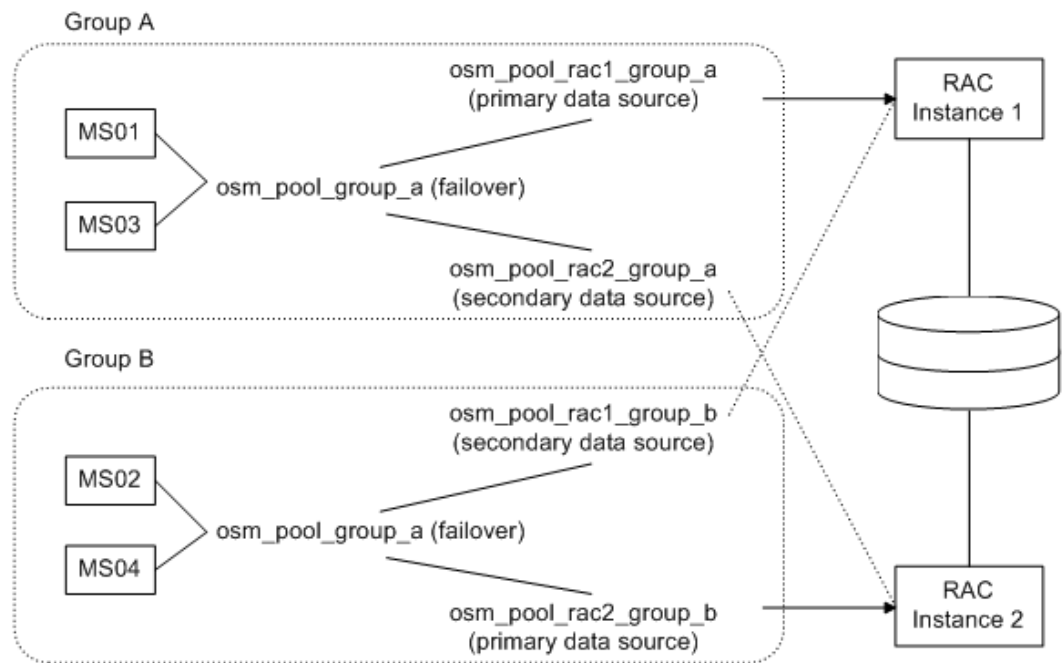 Group A
osm_pool_rac1_group_a
(primary data source)
RAC
Instance 1
MS01
osm_pool_group_a (failover)
MS03
osm_pool_rac2_group_a
(secondary data source)
Group B
osm_pool_rac1_group_b
(secondary data source)
MS02
osm_pool_group_a (failover)
MS04
osm_pool_rac2_group_b
(primary data source)
RAC
Instance 2